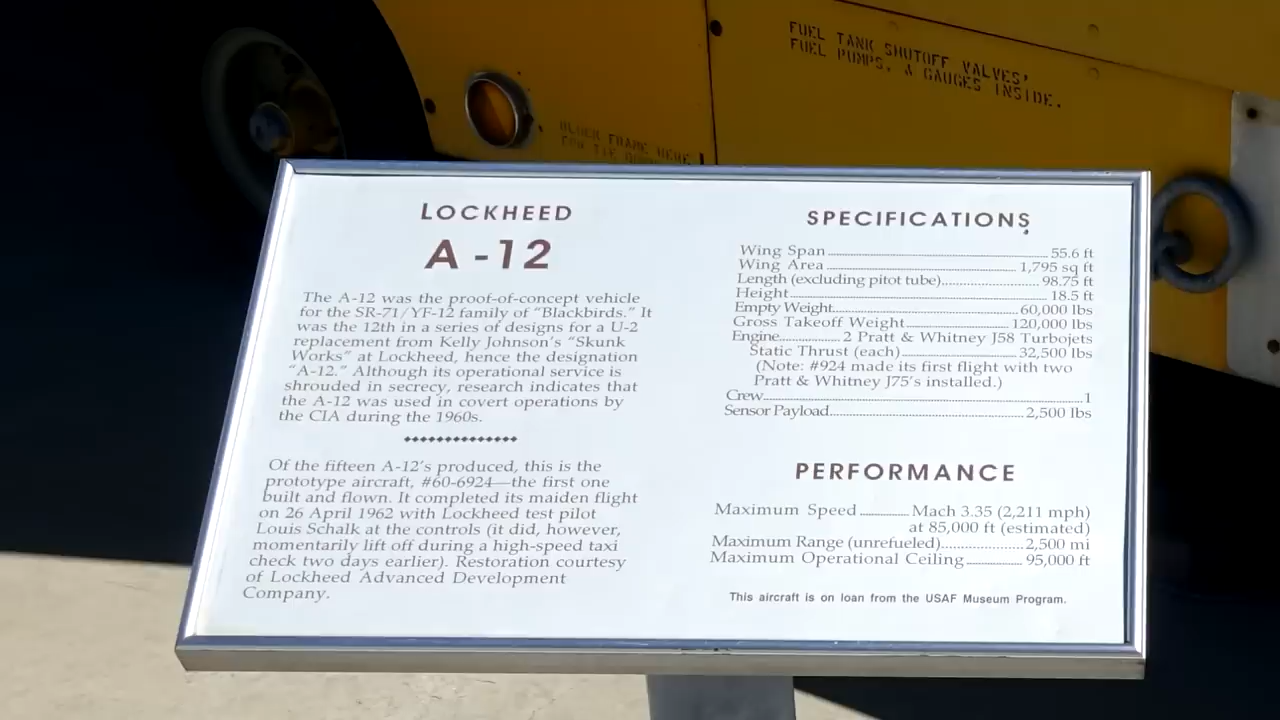 FUEL TANK SHUTOFF VALVES,
FUEL PUMPS, & GAUGES INSIDE.
FRAME HERE
FOR TIE
LOCKHEED
A-12
The A-12 was the proof-of-concept vehicle
for the SR-71/YF-12 family of “Blackbirds.” It
was the 12th in a series of designs for a U-2
replacement from Kelly Johnson’s “Skunk
Works” at Lockheed, hence the designation
“A-12.” Although its operational service is
shrouded in secrecy, research indicates that
the A-12 was used in covert operations by
the CIA during the 1960s.
Of the fifteen A-12’s produced, this is the
prototype aircraft, #60-6924—the first one
built and flown. It completed its maiden flight
on 26 April 1962 with Lockheed test pilot
Louis Schalk at the controls (it did, however,
momentarily lift off during a high-speed taxi
check two days earlier). Restoration courtesy
of Lockheed Advanced Development
Company.
SPECIFICATIONS
Wing Span 55.6 ft
Wing Area 1,795 sq ft
Length (excluding pitot tube) 98.75 ft
Height 18.5 ft
Empty Weight 60,000 lbs
Gross Takeoff Weight 120,000 lbs
Engine 2 Pratt & Whitney J58 Turbojets
Static Thrust (each) 32,500 lbs
(Note: #924 made its first flight with two
Pratt & Whitney J75’s installed.)
Crew 1
Sensor Payload 2,500 lbs
PERFORMANCE
Maximum Speed Mach 3.35 (2,211 mph)
at 85,000 ft (estimated)
Maximum Range (unrefueled) 2,500 mi
Maximum Operational Ceiling 95,000 ft
This aircraft is on loan from the USAF Museum Program.